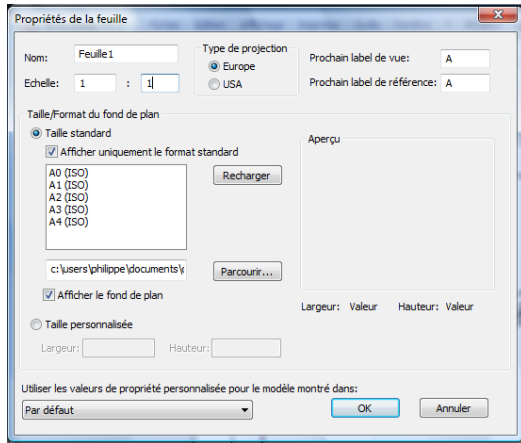 Propriétés de la feuille
Nom: Feuille1
Echelle: 1 : 1
Type de projection
Europe
USA
Prochain label de vue: A
Prochain label de référence: A
Taille/Format du fond de plan
Taille standard
Afficher uniquement le format standard
A0 (ISO)
A1 (ISO)
A2 (ISO)
A3 (ISO)
A4 (ISO)
Recharger
c:\users\philippe\documents\
Parcourir...
Afficher le fond de plan
Aperçu
Largeur: Valeur Hauteur: Valeur
Taille personnalisée
Largeur: Hauteur:
Utiliser les valeurs de propriété personnalisée pour le modèle montré dans:
Par défaut
OK
Annuler